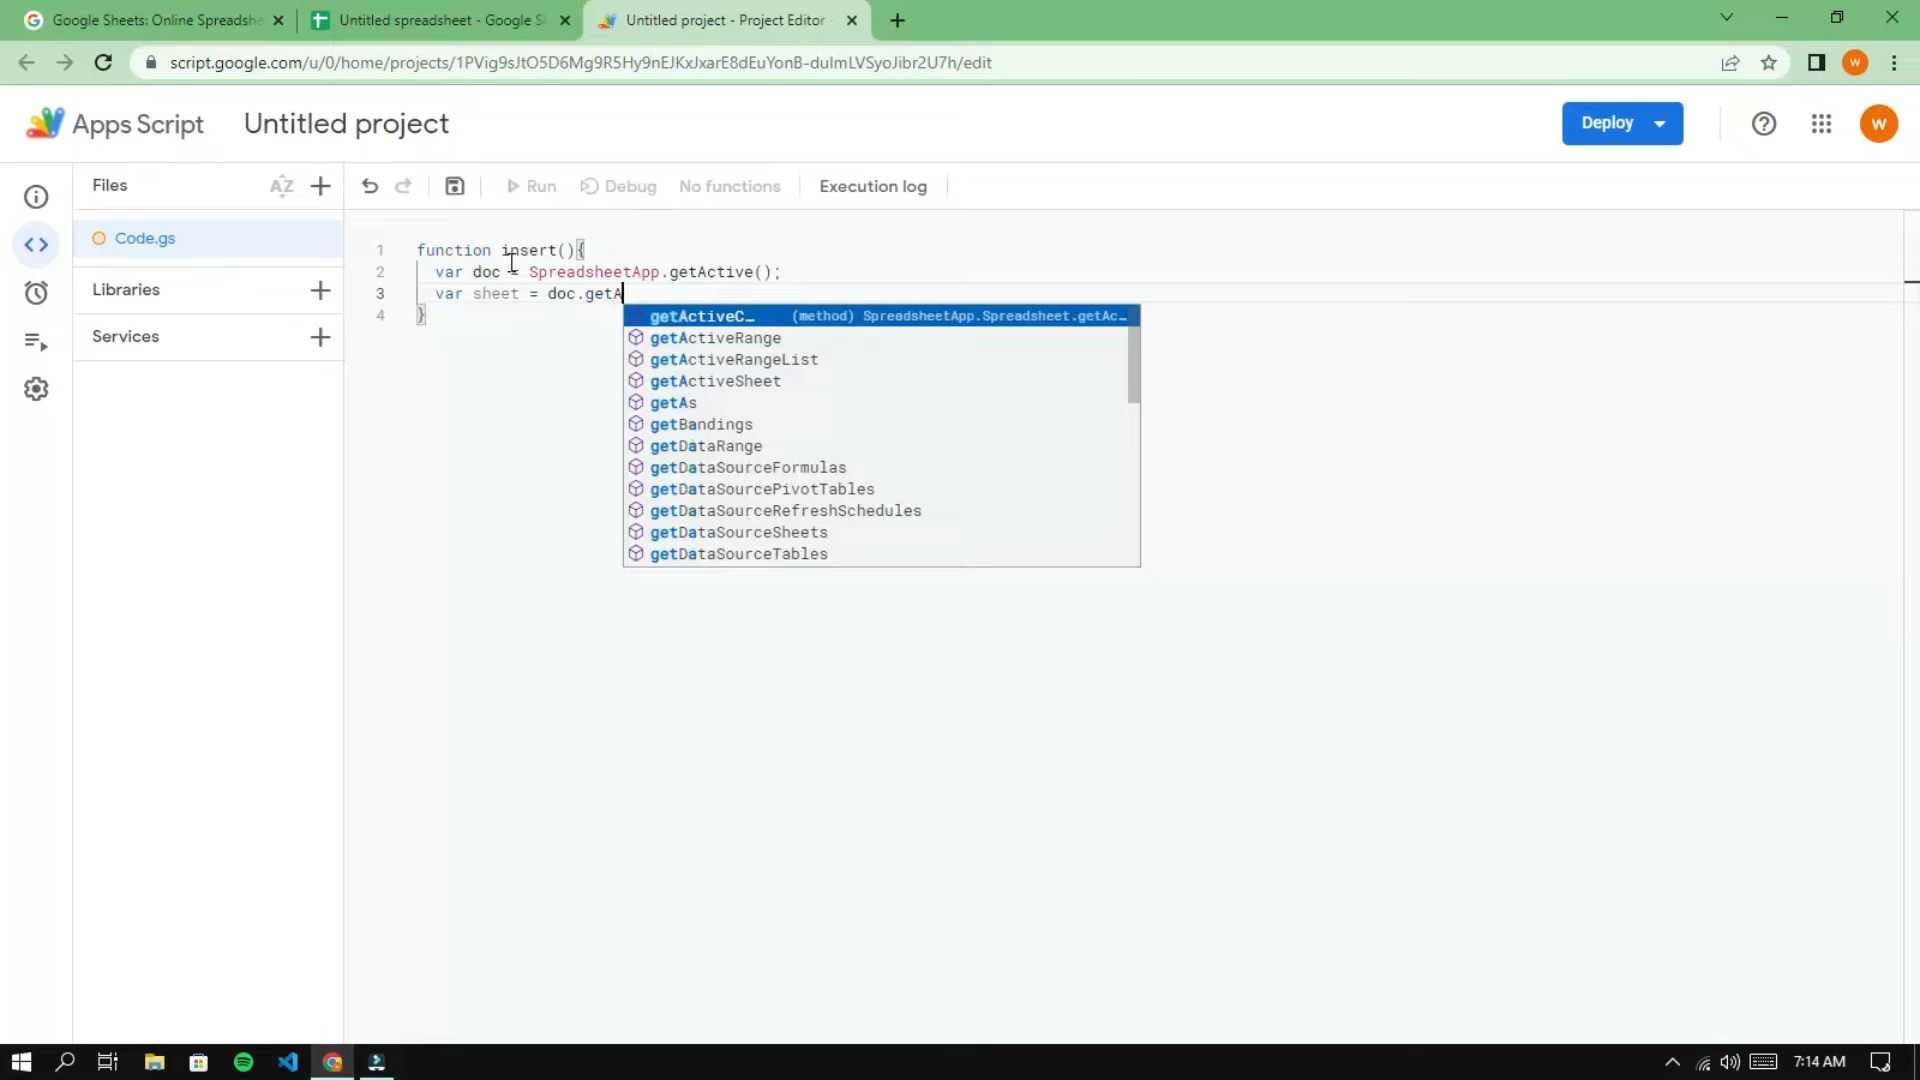 Google Sheets: Online Spreadshe
Untitled spreadsheet - Google S
Untitled project - Project Editor
script.google.com/u/0/home/projects/1PVig9sJtO5D6Mg9R5Hy9nEJKxJxarE8dEuYonB-duImLVSyoJibr2U7h/edit
W
Apps Script
Untitled project
Deploy
W
Files
AZ
Run
Debug
No functions
Execution log
Code.gs
Libraries
Services
1 function insert(){
2 var doc = SpreadsheetApp.getActive();
3 var sheet = doc.getA
4 }
getActiveC… (method) SpreadsheetApp.Spreadsheet.getAc…
getActiveRange
getActiveRangeList
getActiveSheet
getAs
getBandings
getDataRange
getDataSourceFormulas
getDataSourcePivotTables
getDataSourceRefreshSchedules
getDataSourceSheets
getDataSourceTables
7:14 AM